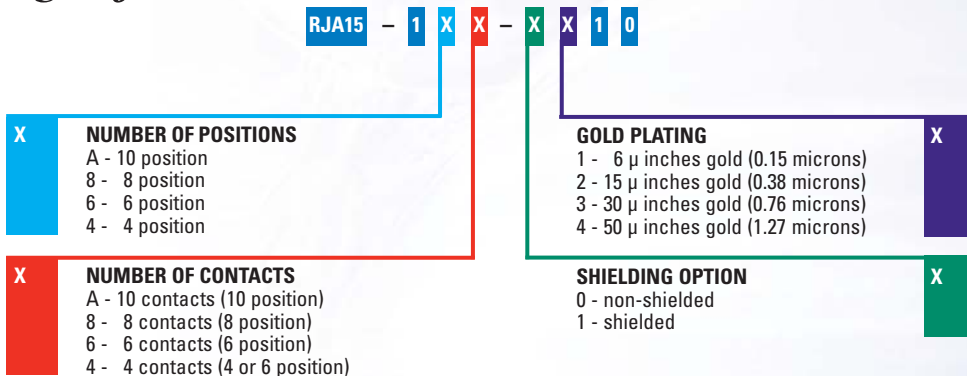 RJA15 – 1 X X – X X 1 0
X NUMBER OF POSITIONS
A - 10 position
8 - 8 position
6 - 6 position
4 - 4 position
X NUMBER OF CONTACTS
A - 10 contacts (10 position)
8 - 8 contacts (8 position)
6 - 6 contacts (6 position)
4 - 4 contacts (4 or 6 position)
GOLD PLATING X
1 - 6 µ inches gold (0.15 microns)
2 - 15 µ inches gold (0.38 microns)
3 - 30 µ inches gold (0.76 microns)
4 - 50 µ inches gold (1.27 microns)
SHIELDING OPTION X
0 - non-shielded
1 - shielded